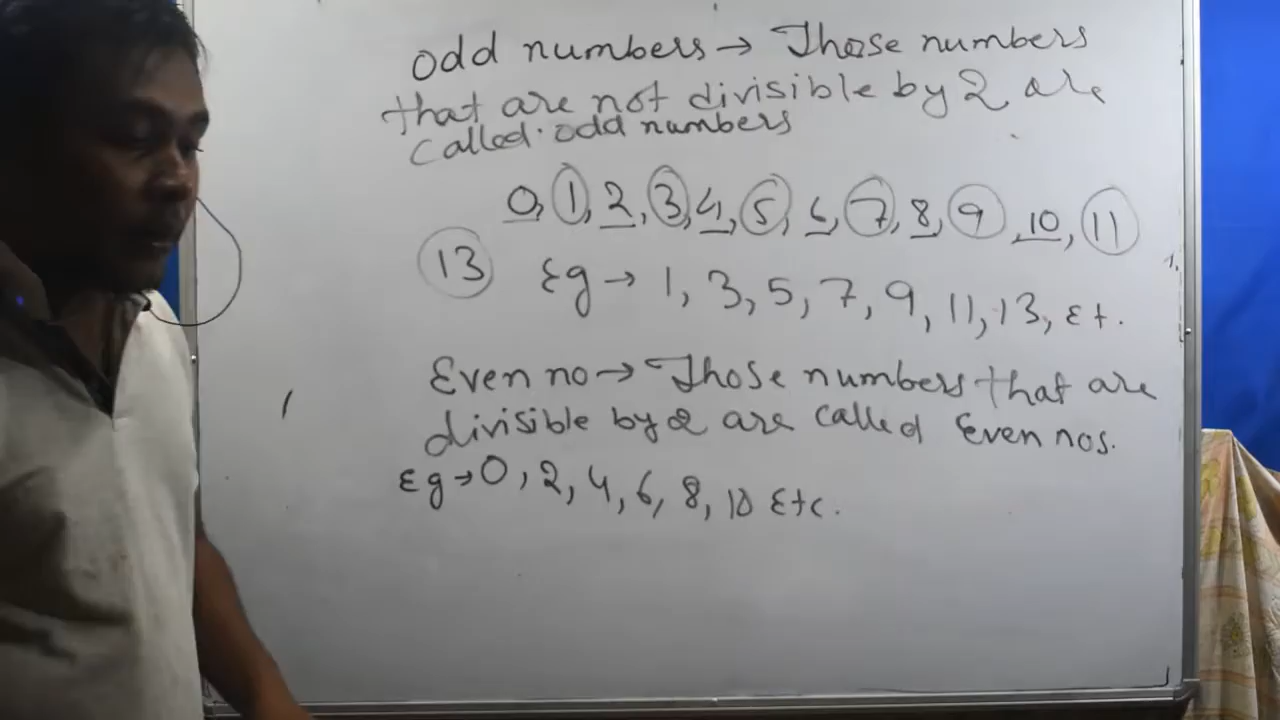 odd numbers → Those numbers
that are not divisible by 2 are
called. odd numbers
0, 1, 2, 3, 4, 5, 6, 7, 8, 9, 10, 11
13 Eg → 1, 3, 5, 7, 9, 11, 13, Et.
Even no → Those numbers that are
divisible by 2 are called Even nos.
Eg → 0, 2, 4, 6, 8, 10 Etc.